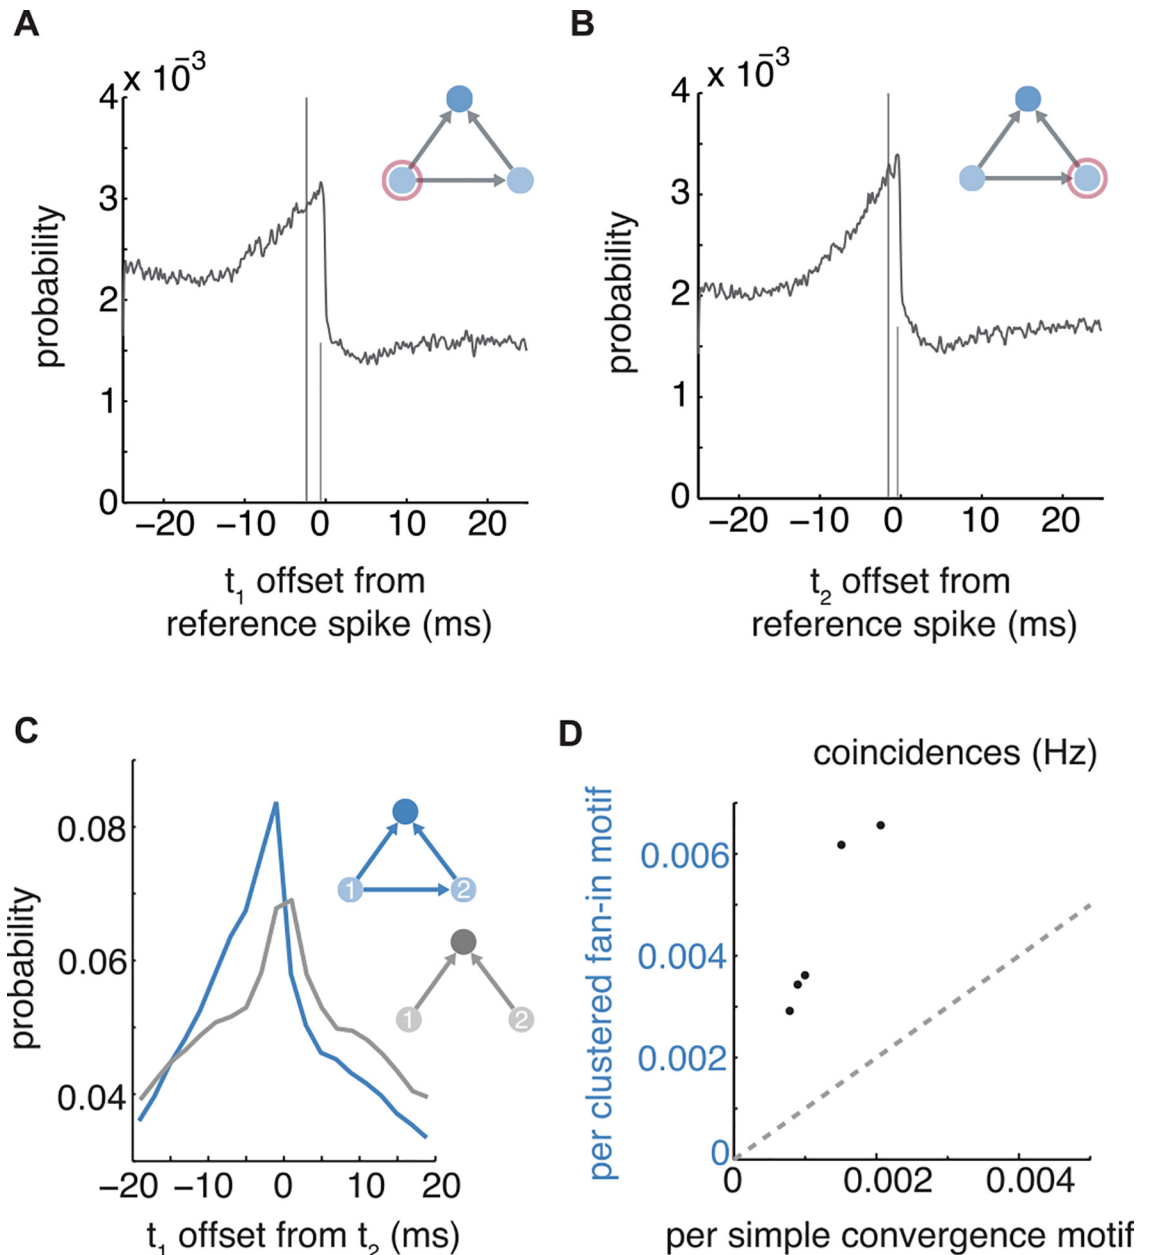 A
x 10⁻³
4
3
2
1
0
probability
−20 −10 0 10 20
t₁ offset from
reference spike (ms)
B
x 10⁻³
4
3
2
1
0
probability
−20 −10 0 10 20
t₂ offset from
reference spike (ms)
C
0.08
0.06
0.04
probability
1 2
1 2
−20 −10 0 10 20
t₁ offset from t₂ (ms)
D
coincidences (Hz)
per clustered fan-in motif
0.006
0.004
0.002
0
0 0.002 0.004
per simple convergence motif